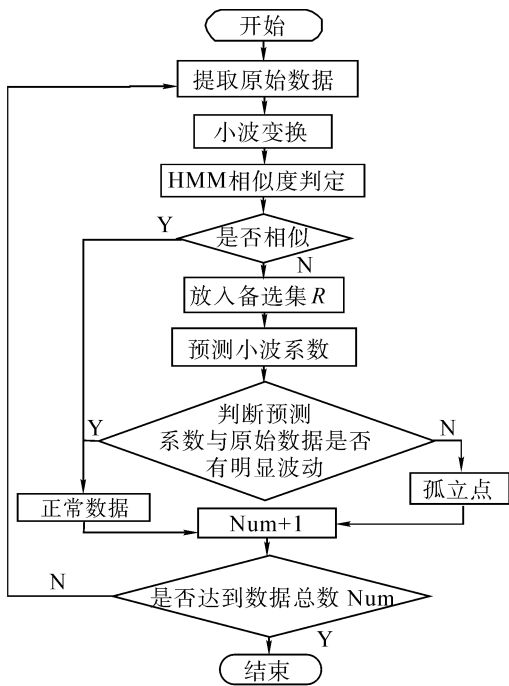 开始
提取原始数据
小波变换
HMM相似度判定
Y
是否相似
N
放入备选集R
预测小波系数
Y
判断预测
系数与原始数据是否
有明显波动
N
正常数据
孤立点
Num+1
N
是否达到数据总数 Num
Y
结束